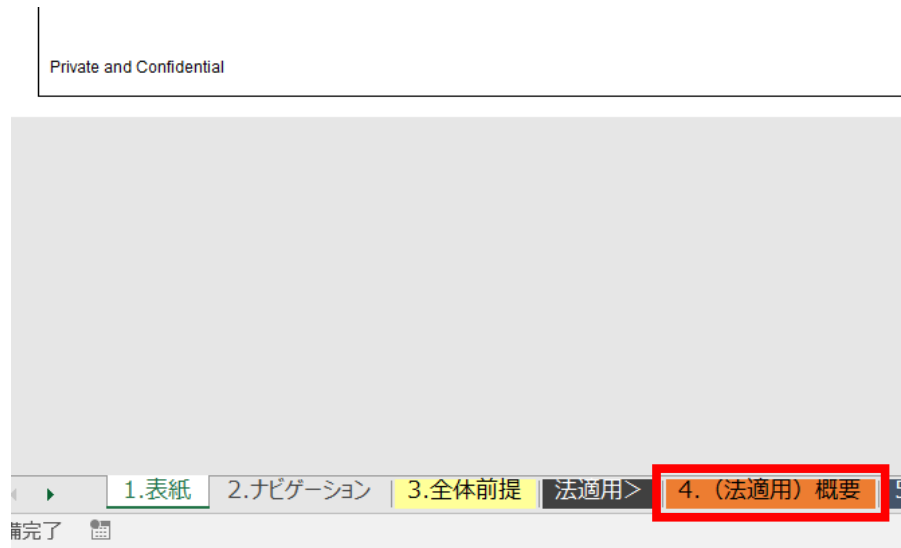 Private and Confidential
1.表紙 2.ナビゲーション 3.全体前提 法適用＞ 4.（法適用）概要 5
備完了